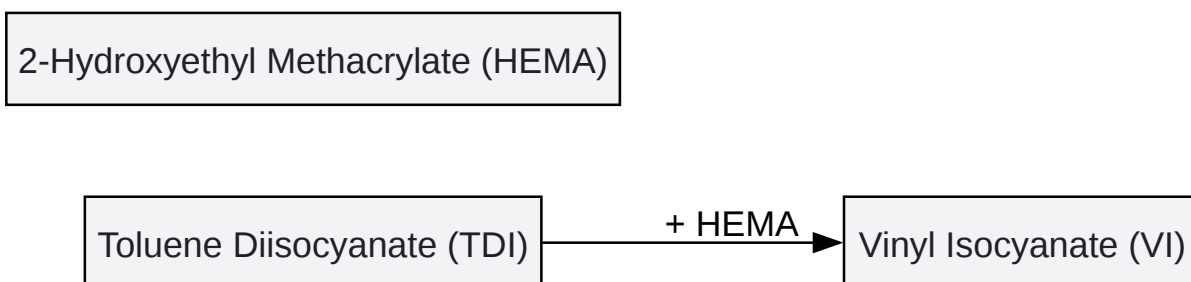 2-Hydroxyethyl Methacrylate (HEMA)
Toluene Diisocyanate (TDI)
+ HEMA
Vinyl Isocyanate (VI)